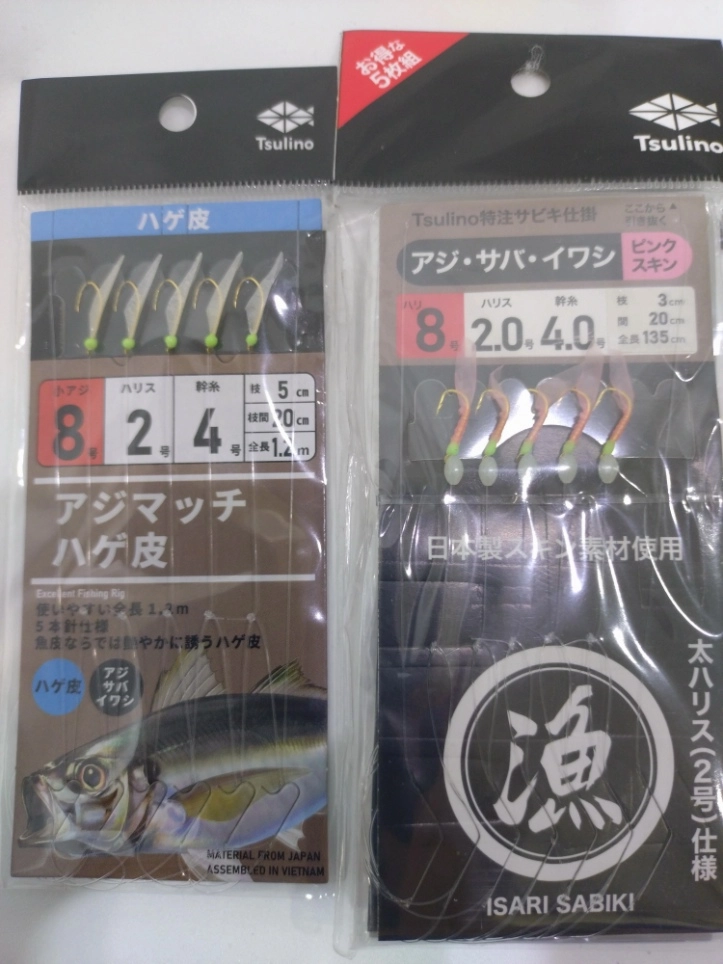 Tsulino
ハゲ皮
トアジ
8号
ハリス
2号
幹糸
4号
枝 5cm
枝間 20cm
全長 1.2m
アジマッチ
ハゲ皮
Excellent Fishing Rig
使いやすい全長1.2m
5本針仕様
魚皮ならでは艶やかに誘うハゲ皮
ハゲ皮
アジ
サバ
イワシ
MATERIAL FROM JAPAN
ASSEMBLED IN VIETNAM
お得な
5枚組
Tsulino
Tsulino特注サビキ仕掛
ここから▲
引き抜く
アジ・サバ・イワシ
ピンク
スキン
ハリ
8号
ハリス
2.0号
幹糸
4.0号
枝 3cm
間 20cm
全長 135cm
日本製スキン素材使用
漁
太ハリス(2号)仕様
ISARI SABIKI